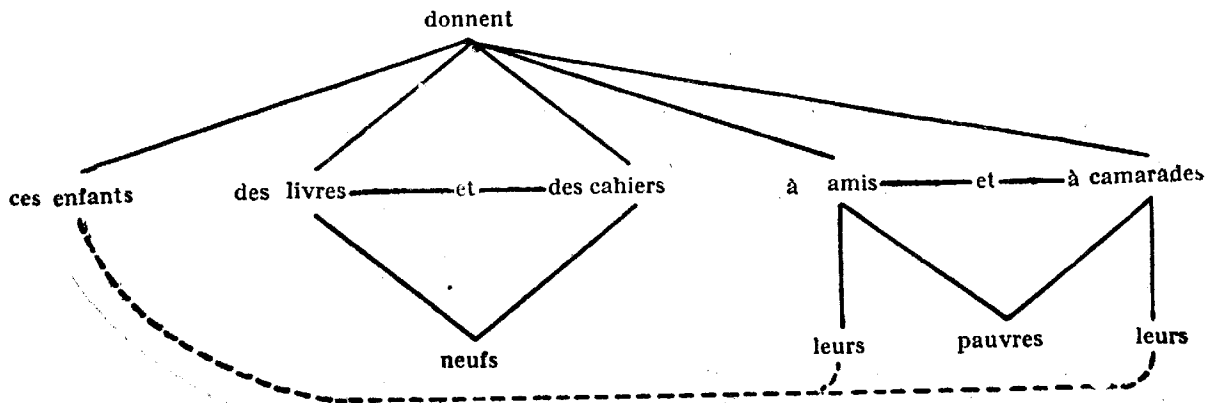 donnent
ces enfants des livres et des cahiers à amis et à camarades
neufs leurs pauvres leurs